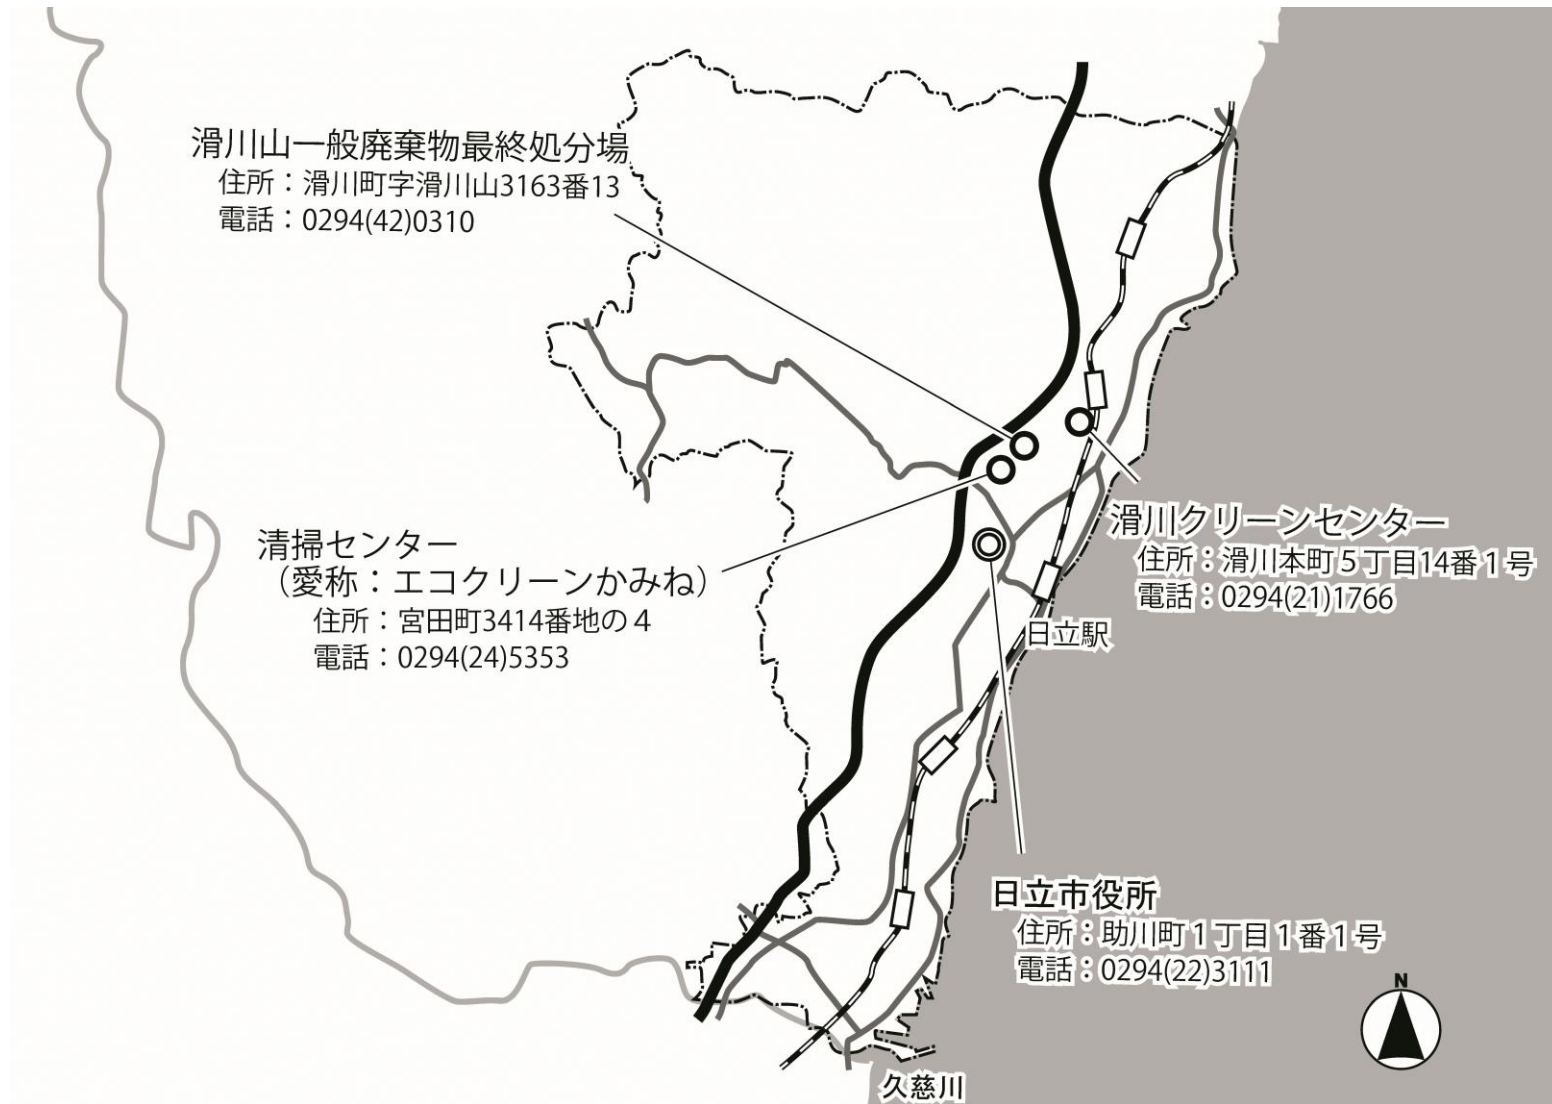 滑川山一般廃棄物最終処分場
住所：滑川町字滑川山3163番13
電話：0294(42)0310
清掃センター
（愛称：エコクリーンかみね）
住所：宮田町3414番地の４
電話：0294(24)5353
滑川クリーンセンター
住所：滑川本町５丁目14番１号
電話：0294(21)1766
日立駅
日立市役所
住所：助川町１丁目１番１号
電話：0294(22)3111
N
久慈川